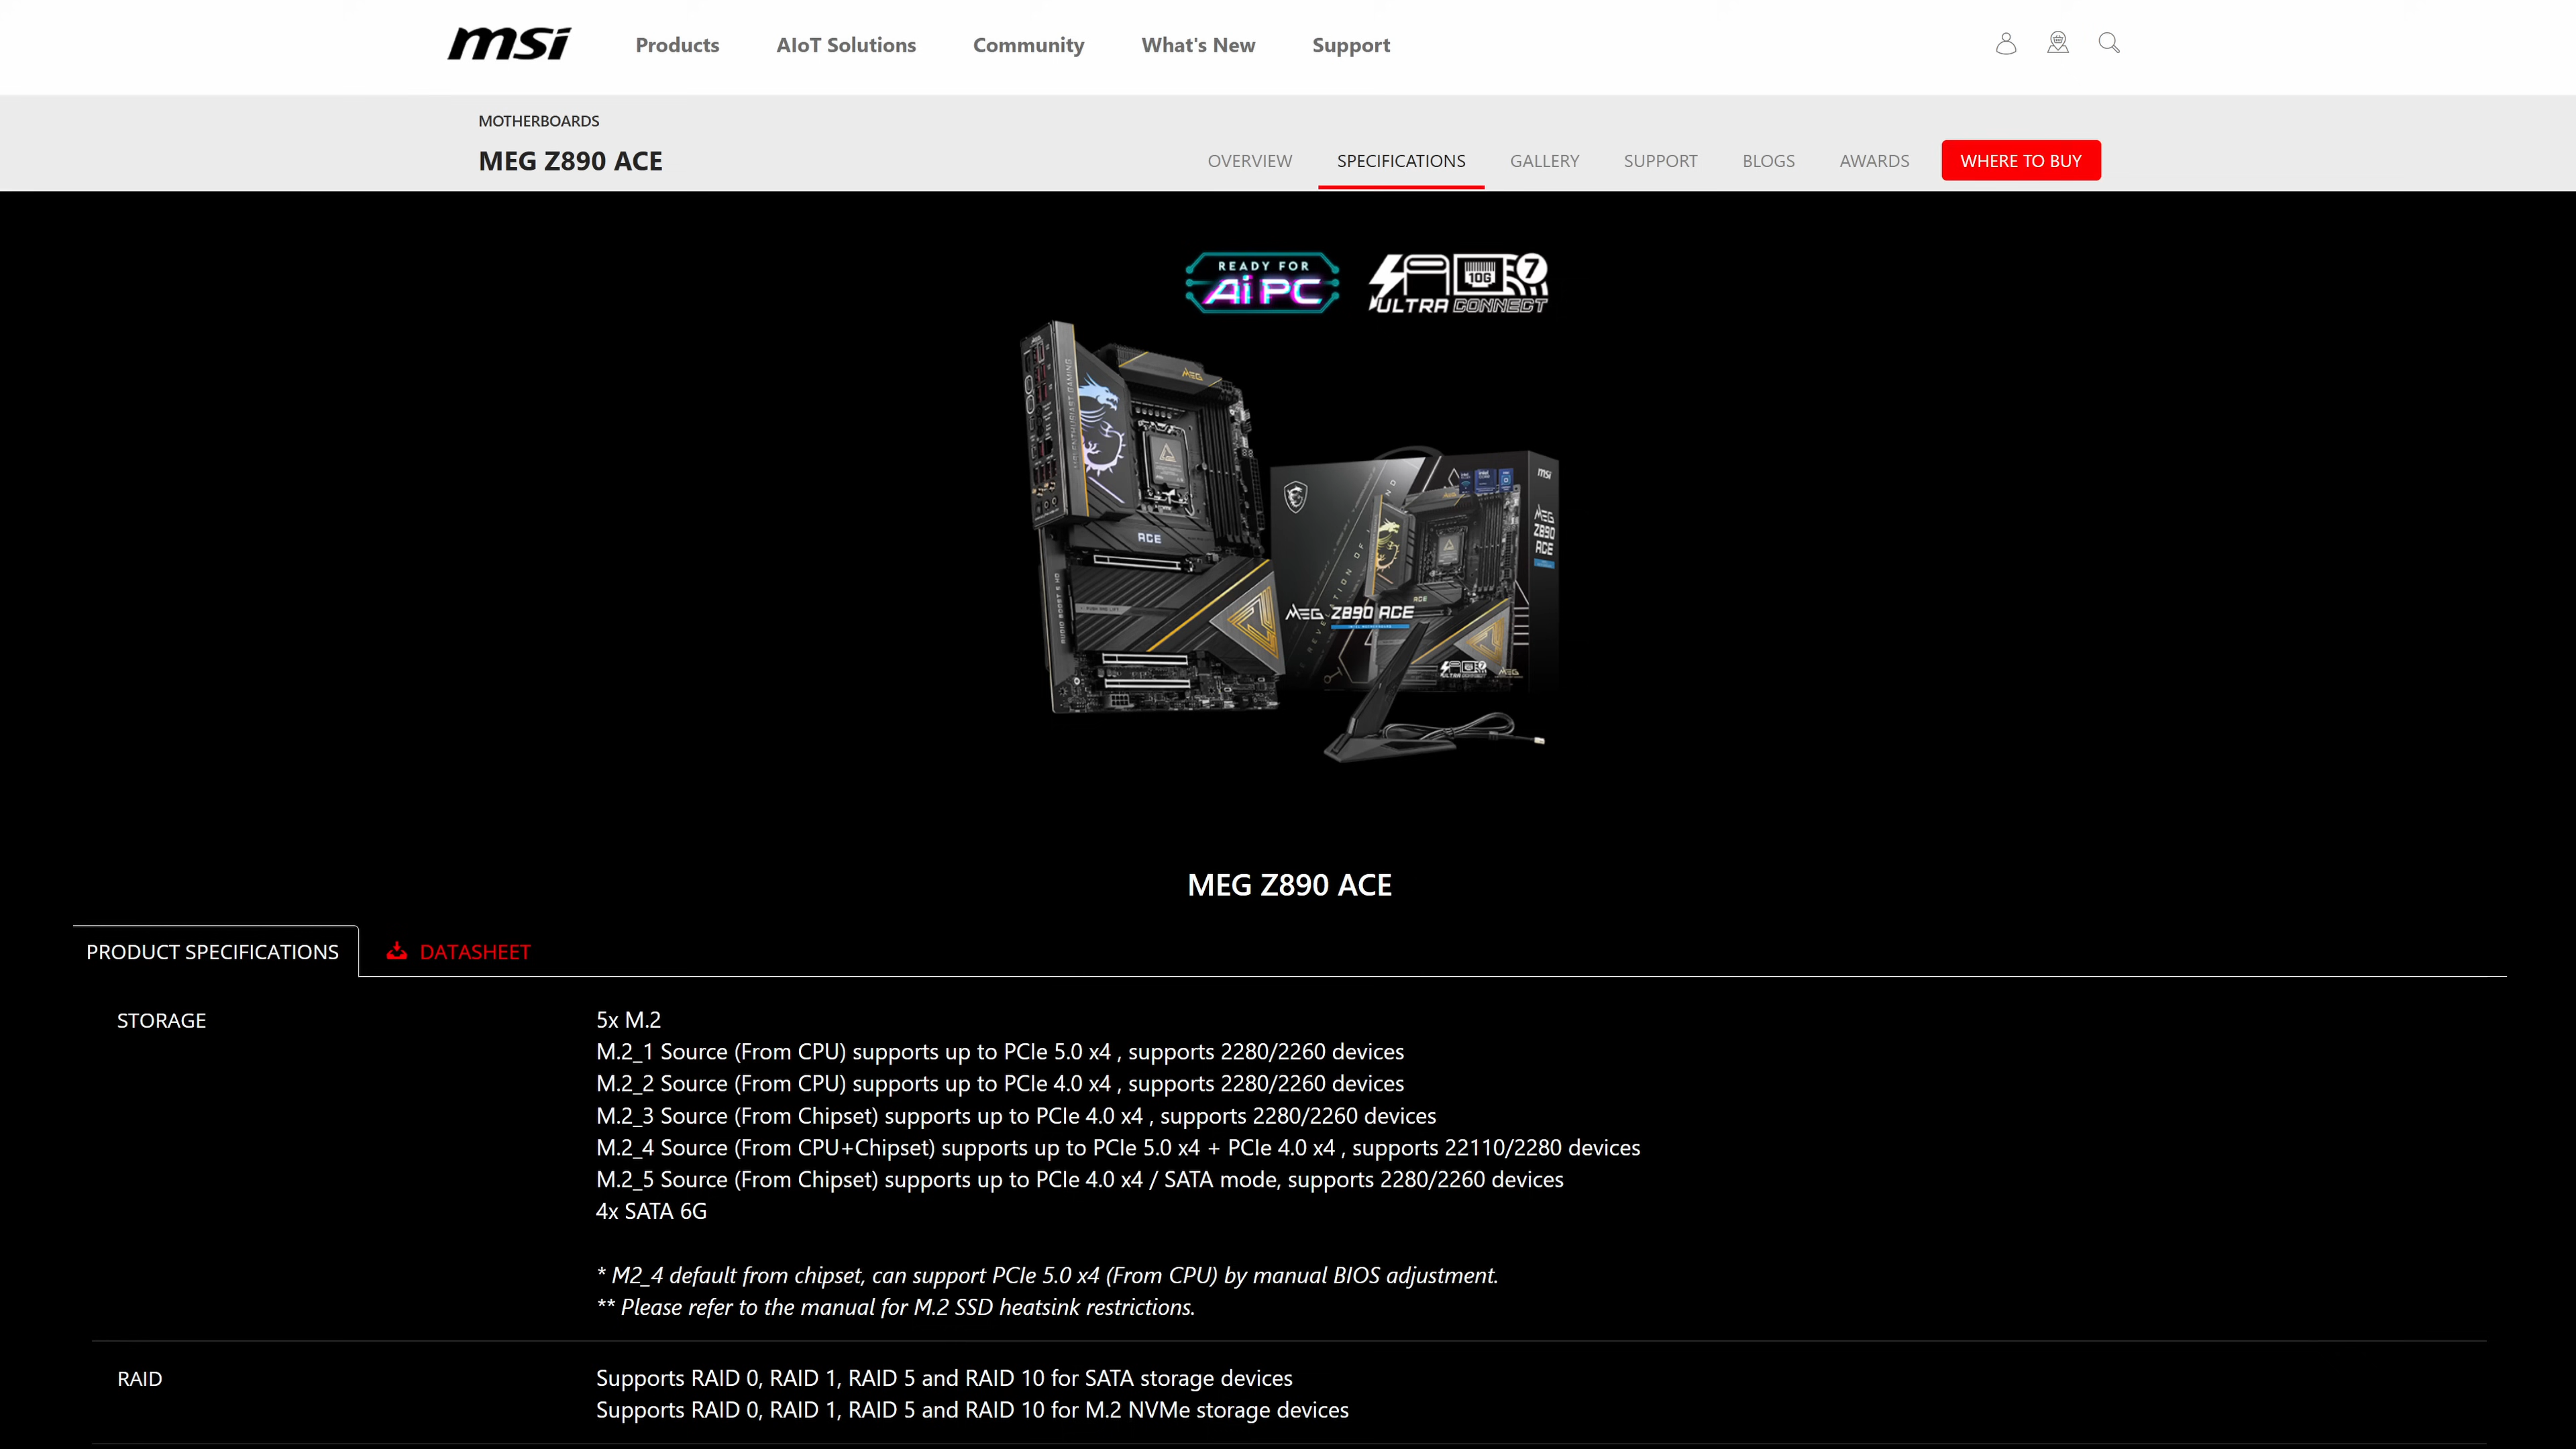 msi
Products
AIoT Solutions
Community
What's New
Support
MOTHERBOARDS
MEG Z890 ACE
OVERVIEW
SPECIFICATIONS
GALLERY
SUPPORT
BLOGS
AWARDS
WHERE TO BUY
READY FOR
Ai PC
10G
7
ULTRA CONNECT
MEG
ACE
msi
MEG
Z890
ACE
MEG Z890 ACE
MEG Z890 ACE
PRODUCT SPECIFICATIONS
DATASHEET
STORAGE
5x M.2
M.2_1 Source (From CPU) supports up to PCIe 5.0 x4 , supports 2280/2260 devices
M.2_2 Source (From CPU) supports up to PCIe 4.0 x4 , supports 2280/2260 devices
M.2_3 Source (From Chipset) supports up to PCIe 4.0 x4 , supports 2280/2260 devices
M.2_4 Source (From CPU+Chipset) supports up to PCIe 5.0 x4 + PCIe 4.0 x4 , supports 22110/2280 devices
M.2_5 Source (From Chipset) supports up to PCIe 4.0 x4 / SATA mode, supports 2280/2260 devices
4x SATA 6G
* M2_4 default from chipset, can support PCIe 5.0 x4 (From CPU) by manual BIOS adjustment.
** Please refer to the manual for M.2 SSD heatsink restrictions.
RAID
Supports RAID 0, RAID 1, RAID 5 and RAID 10 for SATA storage devices
Supports RAID 0, RAID 1, RAID 5 and RAID 10 for M.2 NVMe storage devices